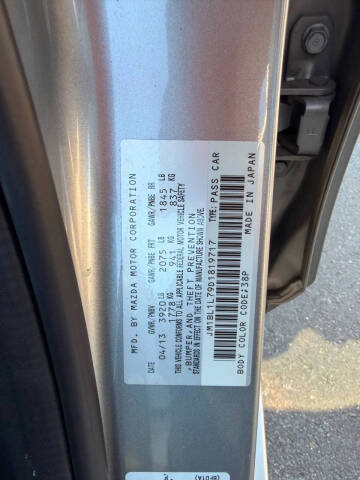 MFD. BY MAZDA MOTOR CORPORATION
GVWR/PNBV GAWR/PNBE FRT GAWR/PNBE RR
04/13 3920 LB 2075 LB 1845 LB
1778 KG 941 KG 837 KG
THIS VEHICLE CONFORMS TO ALL APPLICABLE FEDERAL MOTOR VEHICLE SAFETY
, BUMPER, AND THEFT PREVENTION
STANDARDS IN EFFECT ON THE DATE OF MANUFACTURE SHOWN ABOVE.
JM1BL1L79D1819717 TYPE: PASS CAR
BODY COLOR CODE;38P MADE IN JAPAN
(BFD1A)